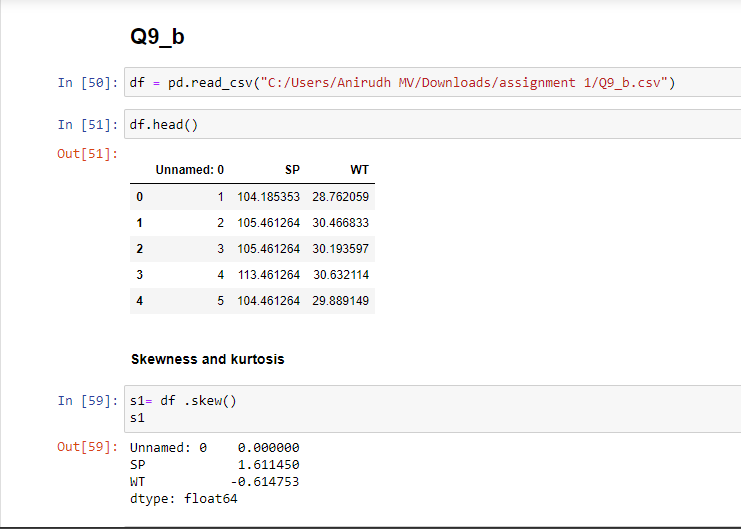 Q9_b
In [50]: df = pd.read_csv("C:/Users/Anirudh MV/Downloads/assignment 1/Q9_b.csv")
In [51]: df.head()
Out[51]:
Unnamed: 0 SP WT
0 1 104.185353 28.762059
1 2 105.461264 30.466833
2 3 105.461264 30.193597
3 4 113.461264 30.632114
4 5 104.461264 29.889149
Skewness and kurtosis
In [59]: s1= df .skew()
s1
Out[59]: Unnamed: 0 0.000000
SP 1.611450
WT -0.614753
dtype: float64